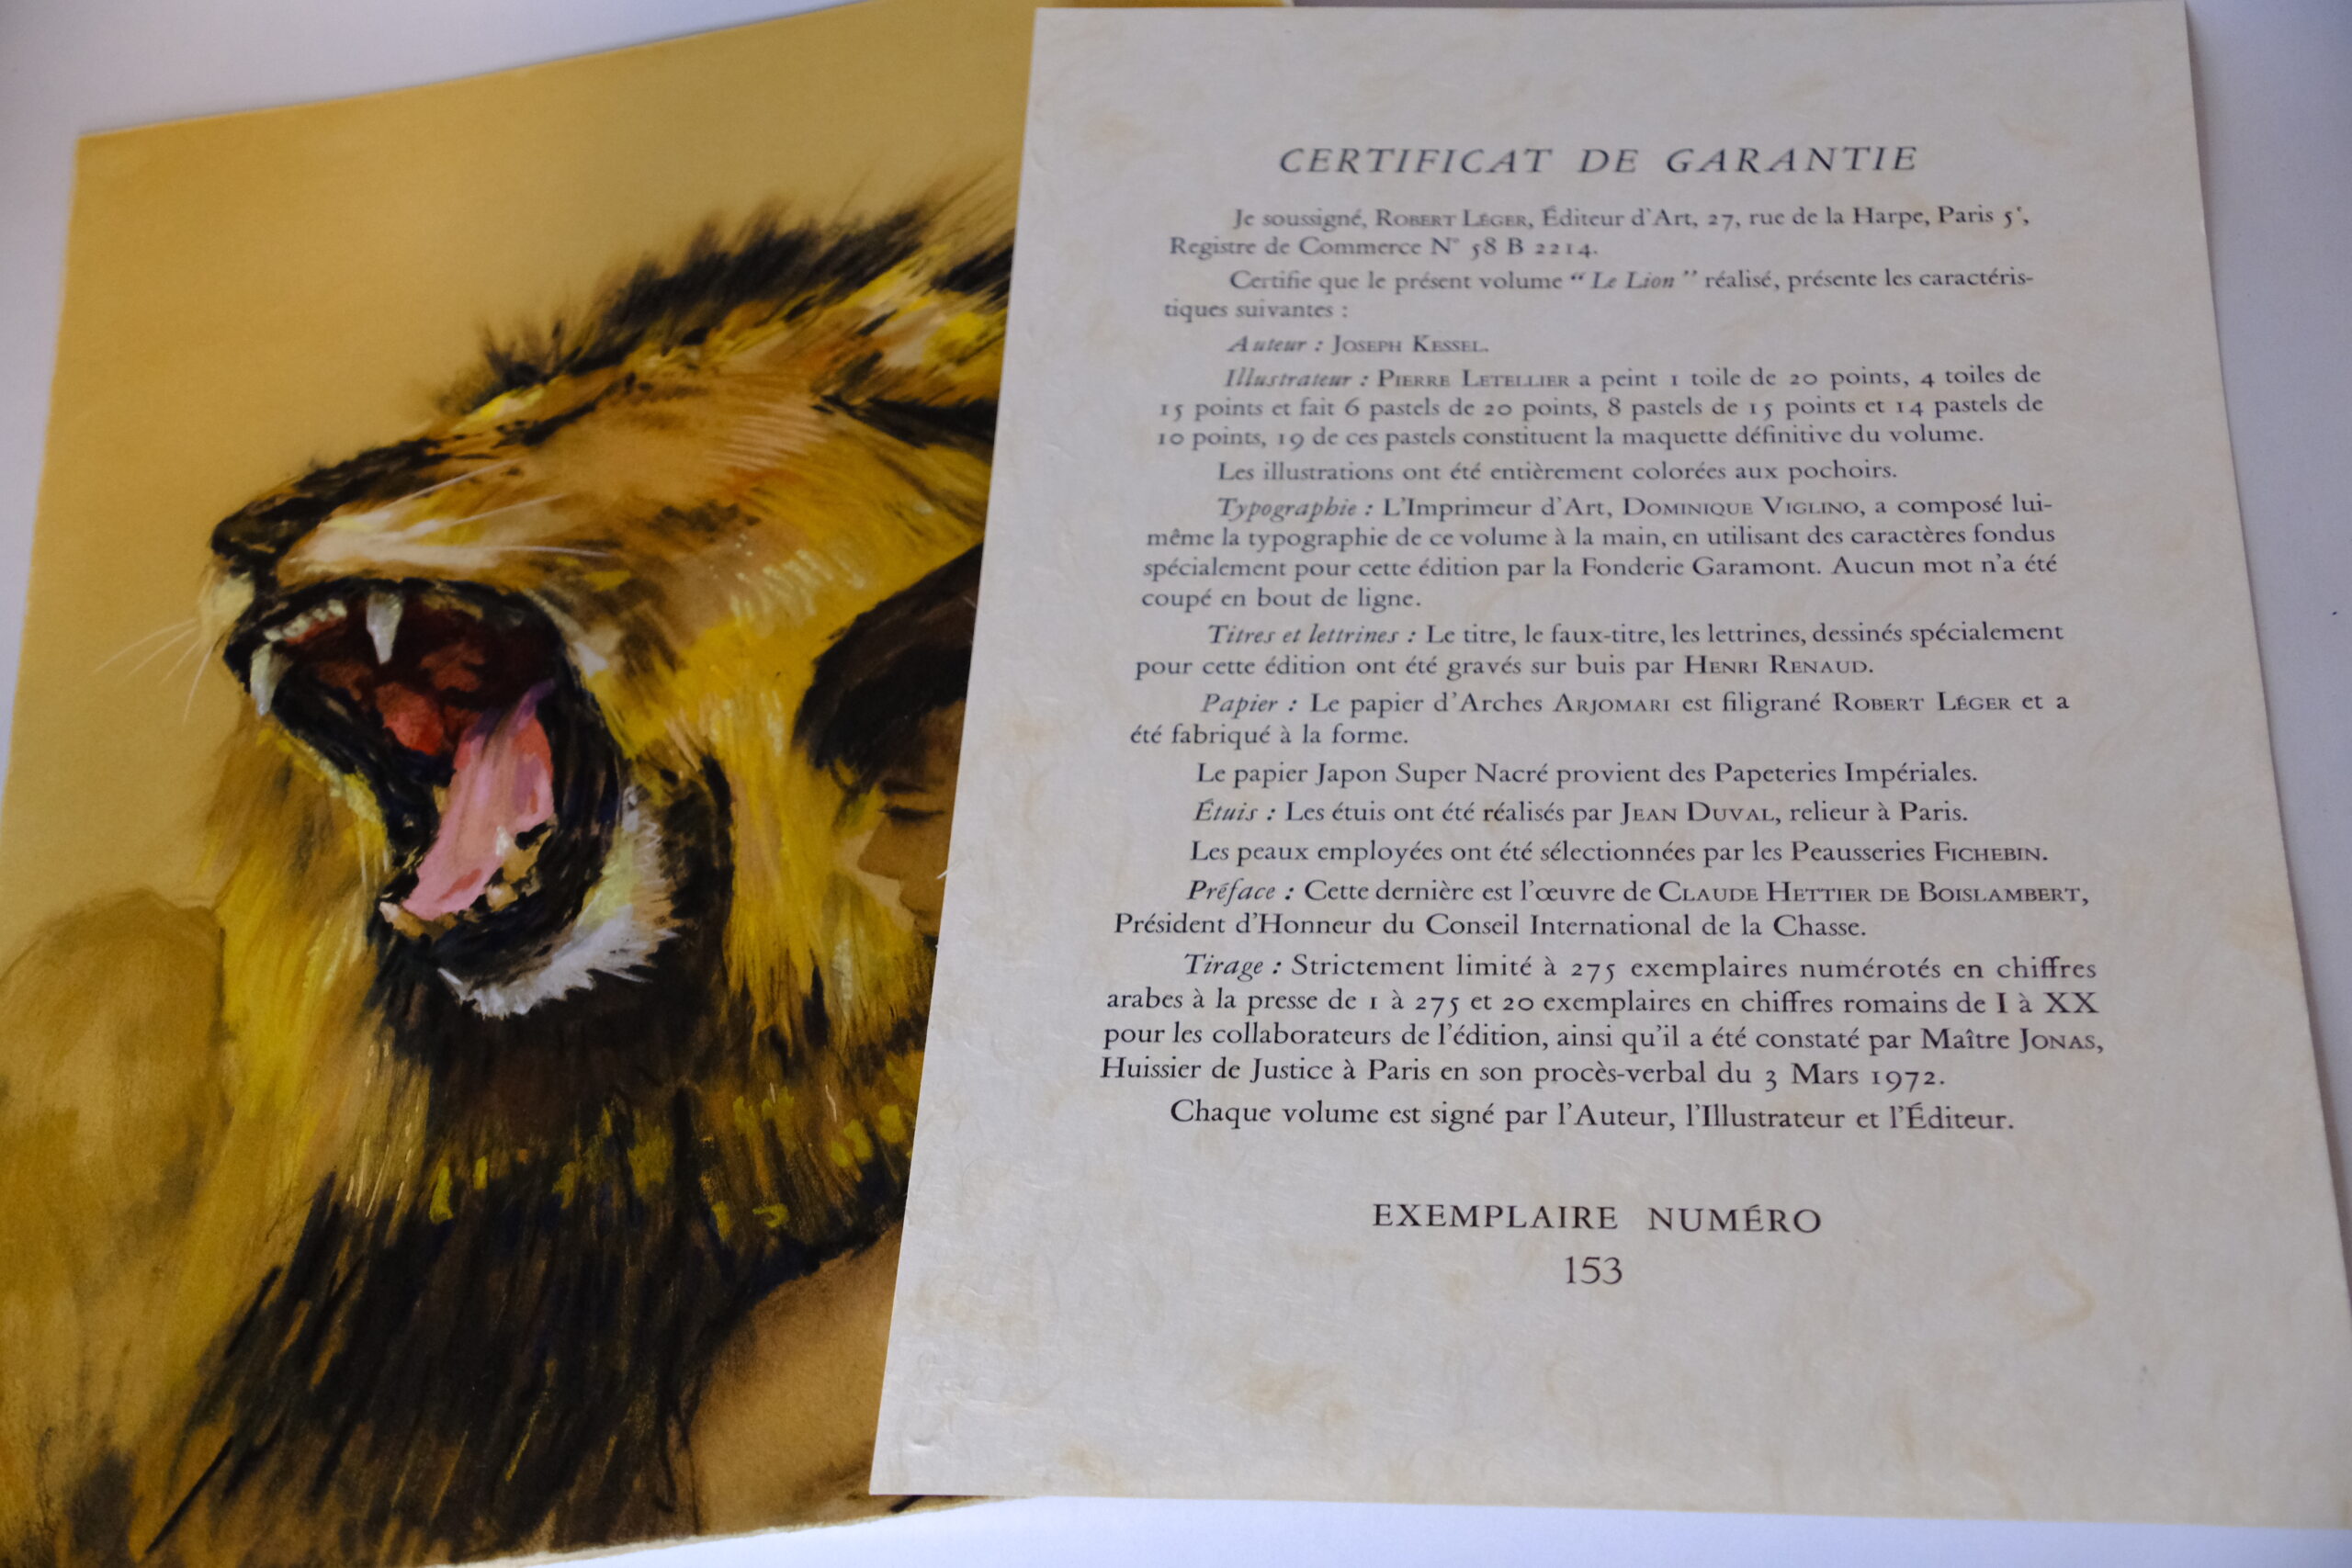 CERTIFICAT DE GARANTIE
Je soussigné, ROBERT LÉGER, Éditeur d'Art, 27, rue de la Harpe, Paris 5ᵉ,
Registre de Commerce N° 58 B 2214.
Certifie que le présent volume “ Le Lion ” réalisé, présente les caractéris-
tiques suivantes :
Auteur : JOSEPH KESSEL.
Illustrateur : PIERRE LETELLIER a peint 1 toile de 20 points, 4 toiles de
15 points et fait 6 pastels de 20 points, 8 pastels de 15 points et 14 pastels de
10 points, 19 de ces pastels constituent la maquette définitive du volume.
Les illustrations ont été entièrement colorées aux pochoirs.
Typographie : L'Imprimeur d'Art, DOMINIQUE VIGLINO, a composé lui-
même la typographie de ce volume à la main, en utilisant des caractères fondus
spécialement pour cette édition par la Fonderie Garamont. Aucun mot n'a été
coupé en bout de ligne.
Titres et lettrines : Le titre, le faux-titre, les lettrines, dessinés spécialement
pour cette édition ont été gravés sur buis par HENRI RENAUD.
Papier : Le papier d'Arches ARJOMARI est filigrané ROBERT LÉGER et a
été fabriqué à la forme.
Le papier Japon Super Nacré provient des Papeteries Impériales.
Étuis : Les étuis ont été réalisés par JEAN DUVAL, relieur à Paris.
Les peaux employées ont été sélectionnées par les Peausseries FICHEBIN.
Préface : Cette dernière est l'œuvre de CLAUDE HETTIER DE BOISLAMBERT,
Président d'Honneur du Conseil International de la Chasse.
Tirage : Strictement limité à 275 exemplaires numérotés en chiffres
arabes à la presse de 1 à 275 et 20 exemplaires en chiffres romains de I à XX
pour les collaborateurs de l'édition, ainsi qu'il a été constaté par Maître JONAS,
Huissier de Justice à Paris en son procès-verbal du 3 Mars 1972.
Chaque volume est signé par l'Auteur, l'Illustrateur et l'Éditeur.
EXEMPLAIRE NUMÉRO
153